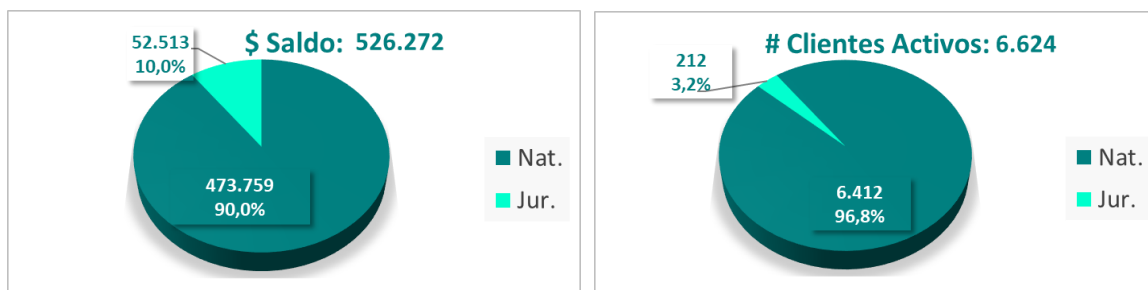 $ Saldo: 526.272
52.513
10,0%
473.759
90,0%
Nat.
Jur.
# Clientes Activos: 6.624
212
3,2%
6.412
96,8%
Nat.
Jur.